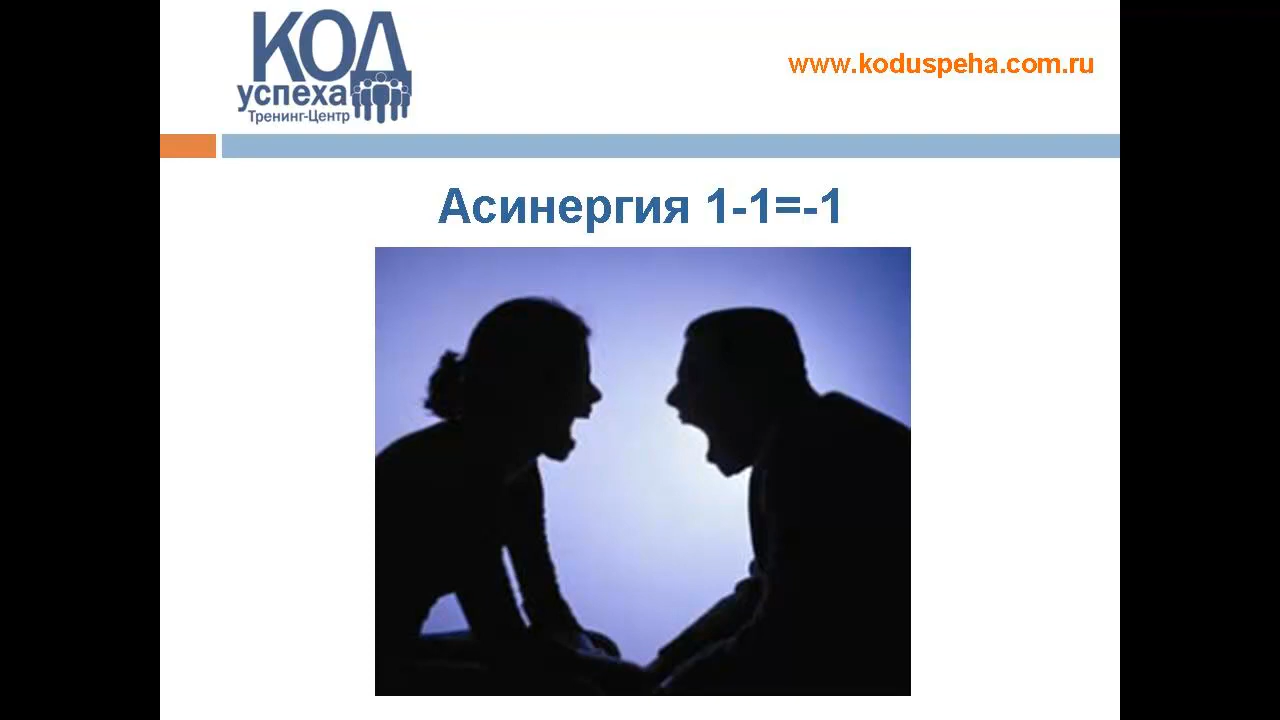 КОД
успеха
Тренинг-Центр
www.koduspeha.com.ru
Асинергия 1-1=-1